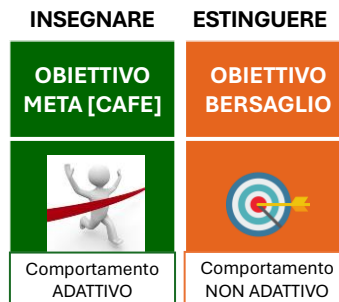 INSEGNARE ESTINGUERE
OBIETTIVO
META [CAFE]
OBIETTIVO
BERSAGLIO
Comportamento
ADATTIVO
Comportamento
NON ADATTIVO